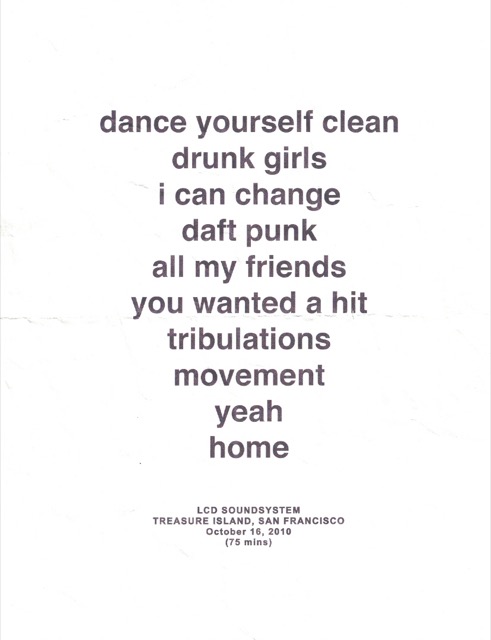 dance yourself clean
drunk girls
i can change
daft punk
all my friends
you wanted a hit
tribulations
movement
yeah
home
LCD SOUNDSYSTEM
TREASURE ISLAND, SAN FRANCISCO
October 16, 2010
(75 mins)